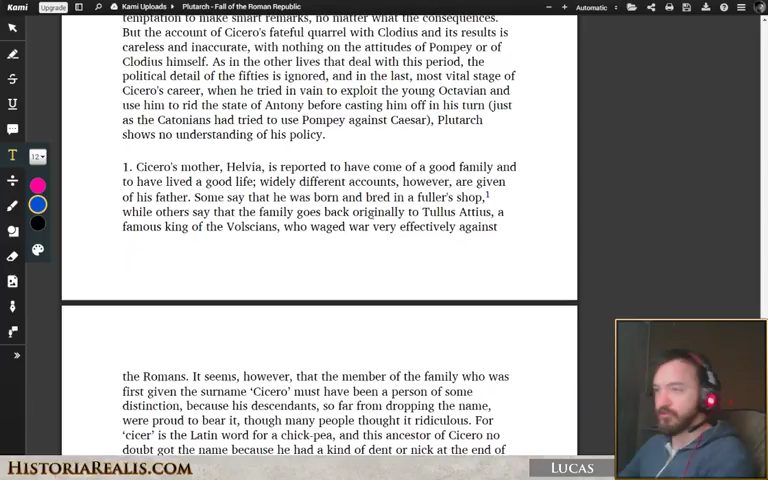 Kami
Upgrade
Kami Uploads
Plutarch - Fall of the Roman Republic
Automatic
12
temptation to make smart remarks, no matter what the consequences.
But the account of Cicero's fateful quarrel with Clodius and its results is
careless and inaccurate, with nothing on the attitudes of Pompey or of
Clodius himself. As in the other lives that deal with this period, the
political detail of the fifties is ignored, and in the last, most vital stage of
Cicero's career, when he tried in vain to exploit the young Octavian and
use him to rid the state of Antony before casting him off in his turn (just
as the Catonians had tried to use Pompey against Caesar), Plutarch
shows no understanding of his policy.
1. Cicero's mother, Helvia, is reported to have come of a good family and
to have lived a good life; widely different accounts, however, are given
of his father. Some say that he was born and bred in a fuller's shop,1
while others say that the family goes back originally to Tullus Attius, a
famous king of the Volscians, who waged war very effectively against
the Romans. It seems, however, that the member of the family who was
first given the surname 'Cicero' must have been a person of some
distinction, because his descendants, so far from dropping the name,
were proud to bear it, though many people thought it ridiculous. For
'cicer' is the Latin word for a chick-pea, and this ancestor of Cicero no
doubt got the name because he had a kind of dent or nick at the end of
HISTORIAREALIS.COM
LUCAS